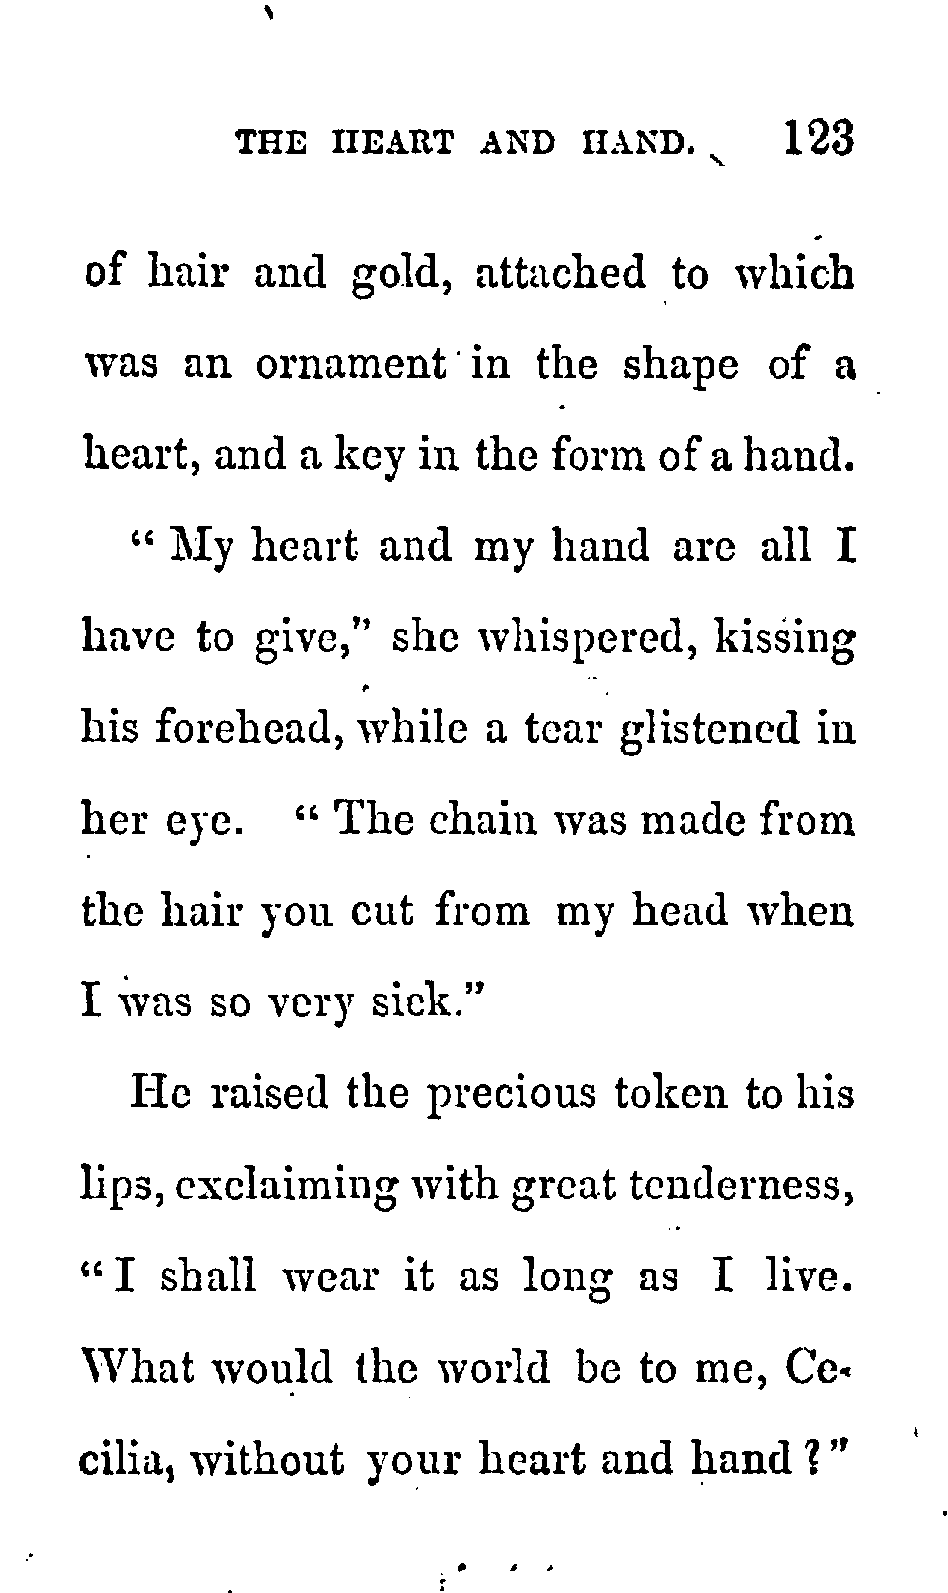 THE HEART AND HAND. 123
of hair and gold, attached to which
was an ornament in the shape of a
heart, and a key in the form of a hand.
“ My heart and my hand are all I
have to give,” she whispered, kissing
his forehead, while a tear glistened in
her eye. “ The chain was made from
the hair you cut from my head when
I was so very sick.”
He raised the precious token to his
lips, exclaiming with great tenderness,
“ I shall wear it as long as I live.
What would the world be to me, Ce-
cilia, without your heart and hand ?”